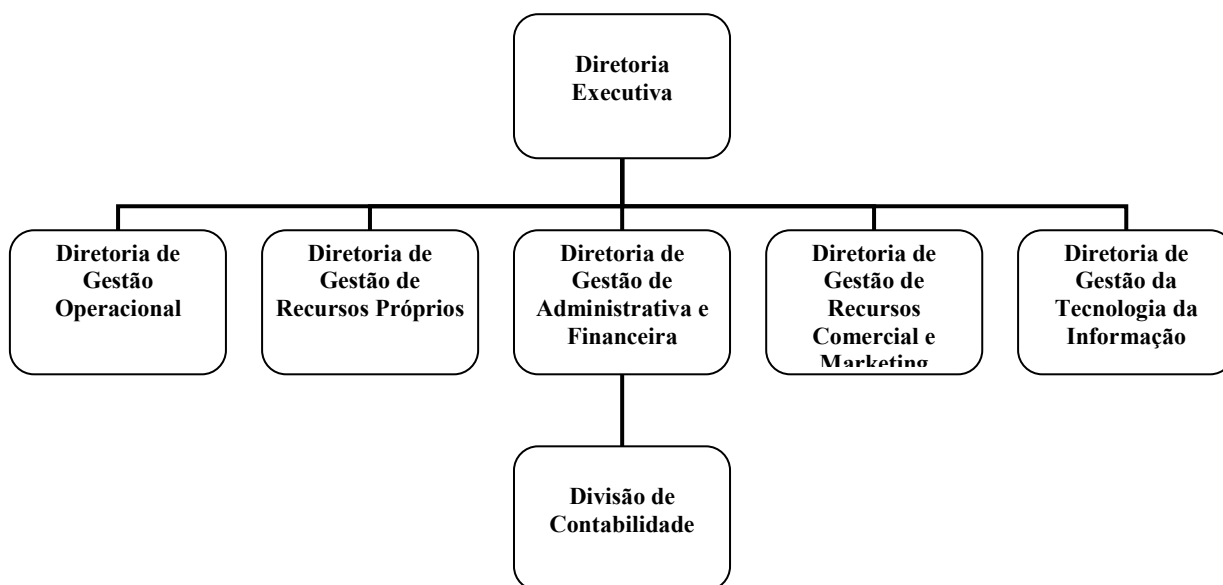 Diretoria
Executiva
Diretoria de
Gestão
Operacional
Diretoria de
Gestão de
Recursos Próprios
Diretoria de
Gestão de
Administrativa e
Financeira
Diretoria de
Gestão de
Recursos
Comercial e
Marketing
Diretoria de
Gestão da
Tecnologia da
Informação
Divisão de
Contabilidade